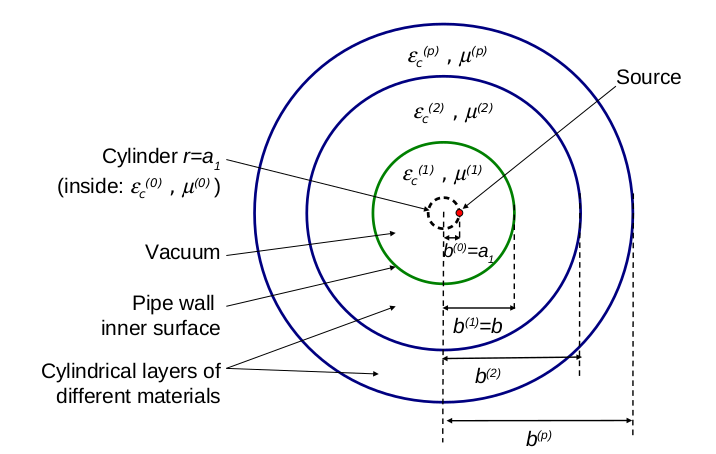 εc(p) , μ(p)
Source
εc(2) , μ(2)
Cylinder r=a1
(inside: εc(0) , μ(0) )
εc(1) , μ(1)
Vacuum
b(0)=a1
Pipe wall
inner surface
b(1)=b
Cylindrical layers of
different materials
b(2)
b(p)